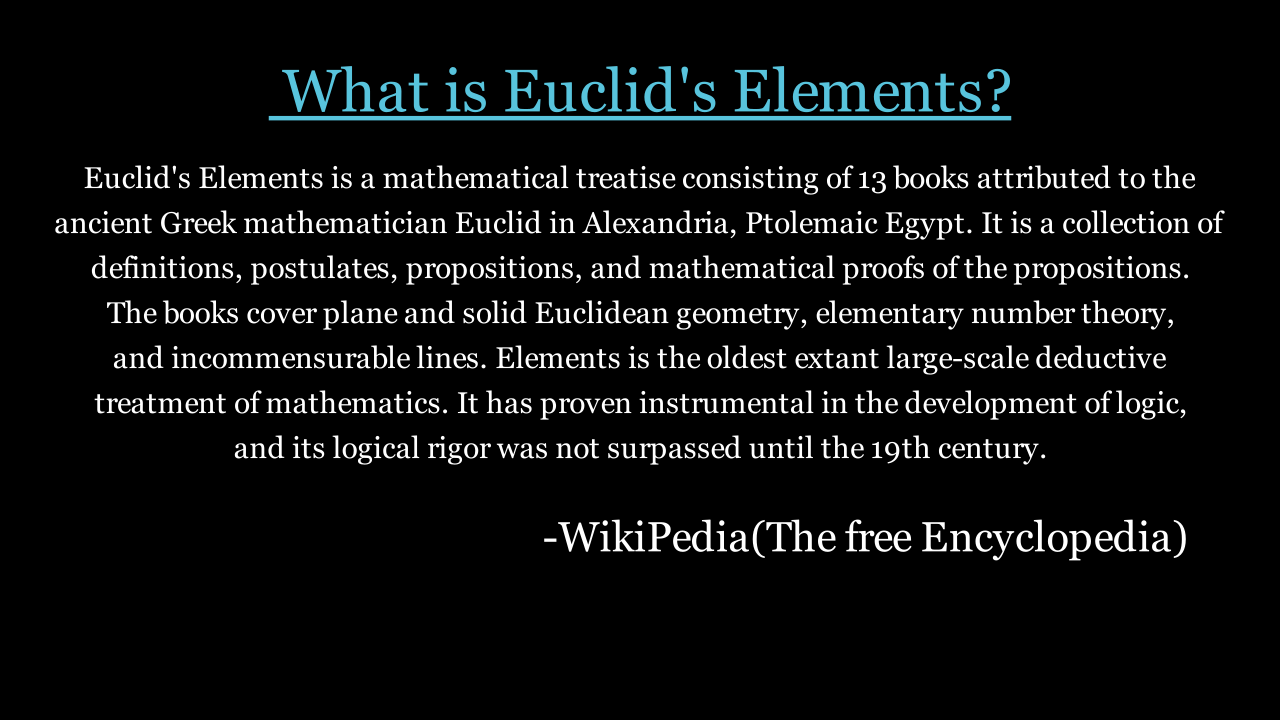 What is Euclid's Elements?
Euclid's Elements is a mathematical treatise consisting of 13 books attributed to the
ancient Greek mathematician Euclid in Alexandria, Ptolemaic Egypt. It is a collection of
definitions, postulates, propositions, and mathematical proofs of the propositions.
The books cover plane and solid Euclidean geometry, elementary number theory,
and incommensurable lines. Elements is the oldest extant large-scale deductive
treatment of mathematics. It has proven instrumental in the development of logic,
and its logical rigor was not surpassed until the 19th century.
-WikiPedia(The free Encyclopedia)